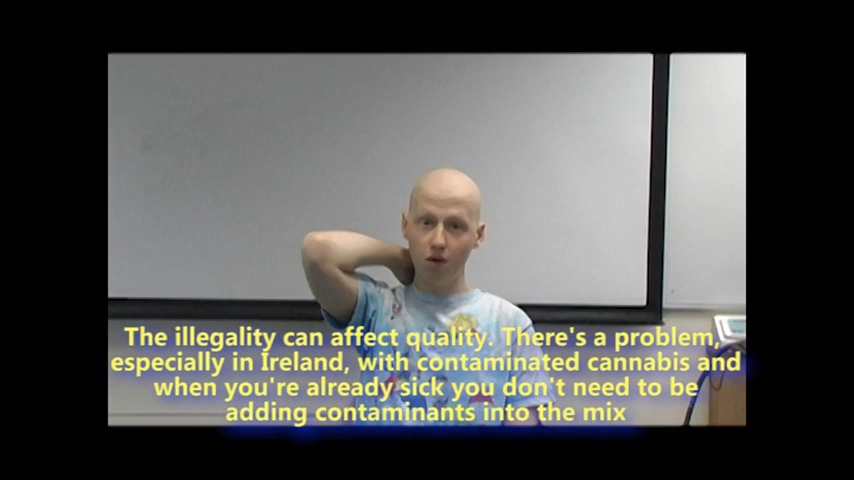 The illegality can affect quality. There's a problem,
especially in Ireland, with contaminated cannabis and
when you're already sick you don't need to be
adding contaminants into the mix